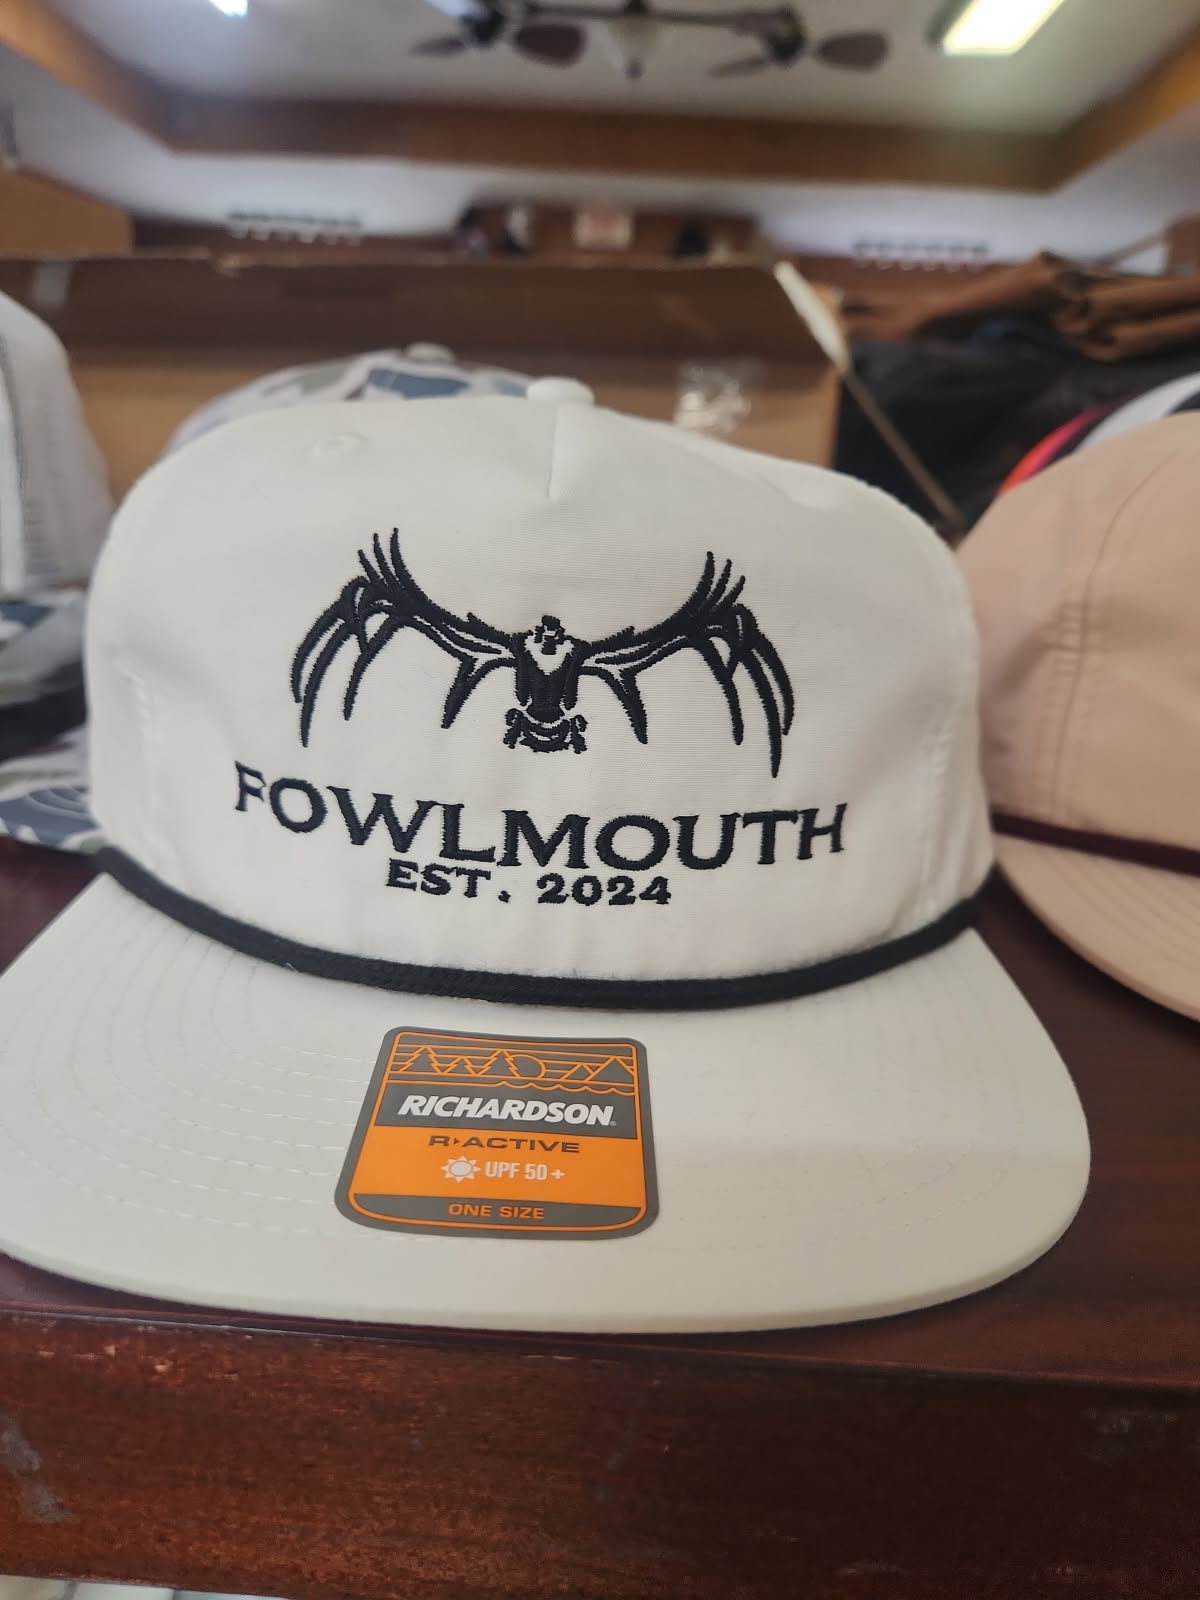 FOWLMOUTH
EST. 2024
RICHARDSON®
R ACTIVE
UPF 50+
ONE SIZE